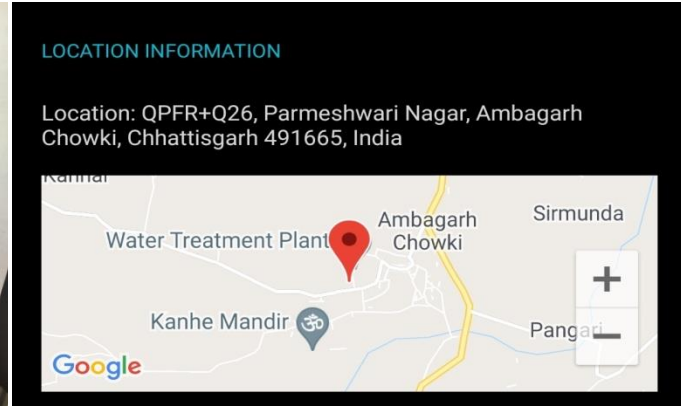 LOCATION INFORMATION
Location: QPFR+Q26, Parmeshwari Nagar, Ambagarh
Chowki, Chhattisgarh 491665, India
Water Treatment Plant
Ambagarh
Chowki
Sirmunda
+
Kanhe Mandir
ॐ
Pangari
−
Google